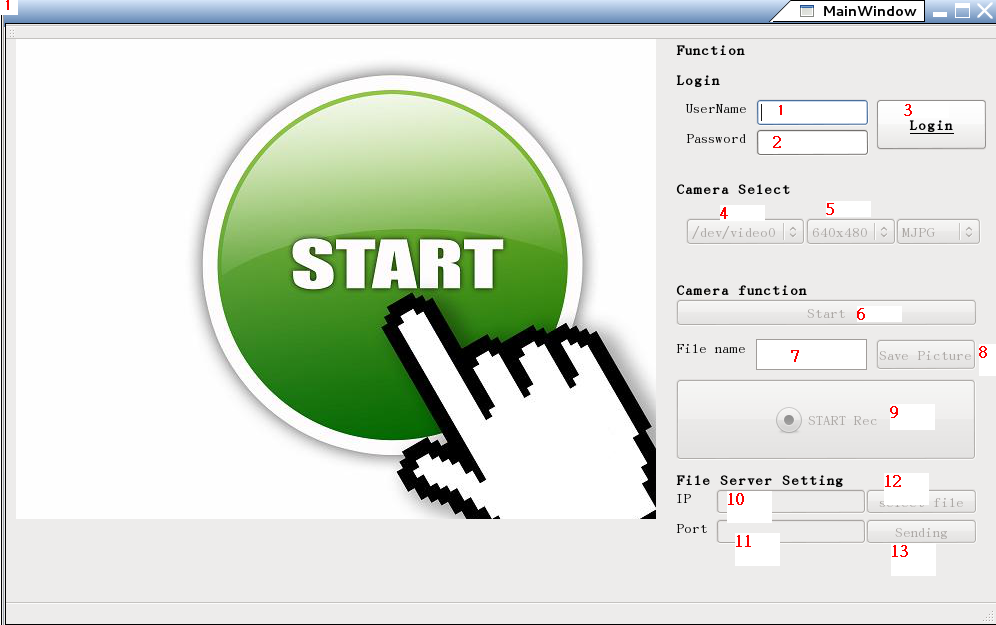 1
MainWindow
START
Function
Login
UserName 1
Password 2
3
Login
Camera Select
4 5
/dev/video0 640x480 MJPG
Camera function
Start 6
File name 7 Save Picture 8
START Rec 9
File Server Setting
12
IP 10 select file
Port 11 Sending
13